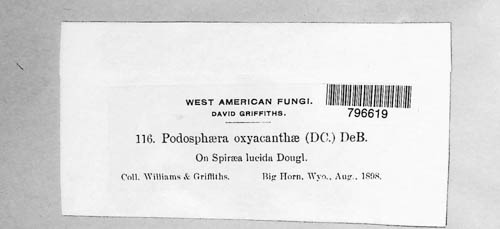 WEST AMERICAN FUNGI.
DAVID GRIFFITHS.
796619
116. Podosphæra oxyacanthæ (DC.) DeB.
On Spiræa lucida Dougl.
Coll. Williams & Griffiths. Big Horn, Wyo., Aug., 1898.